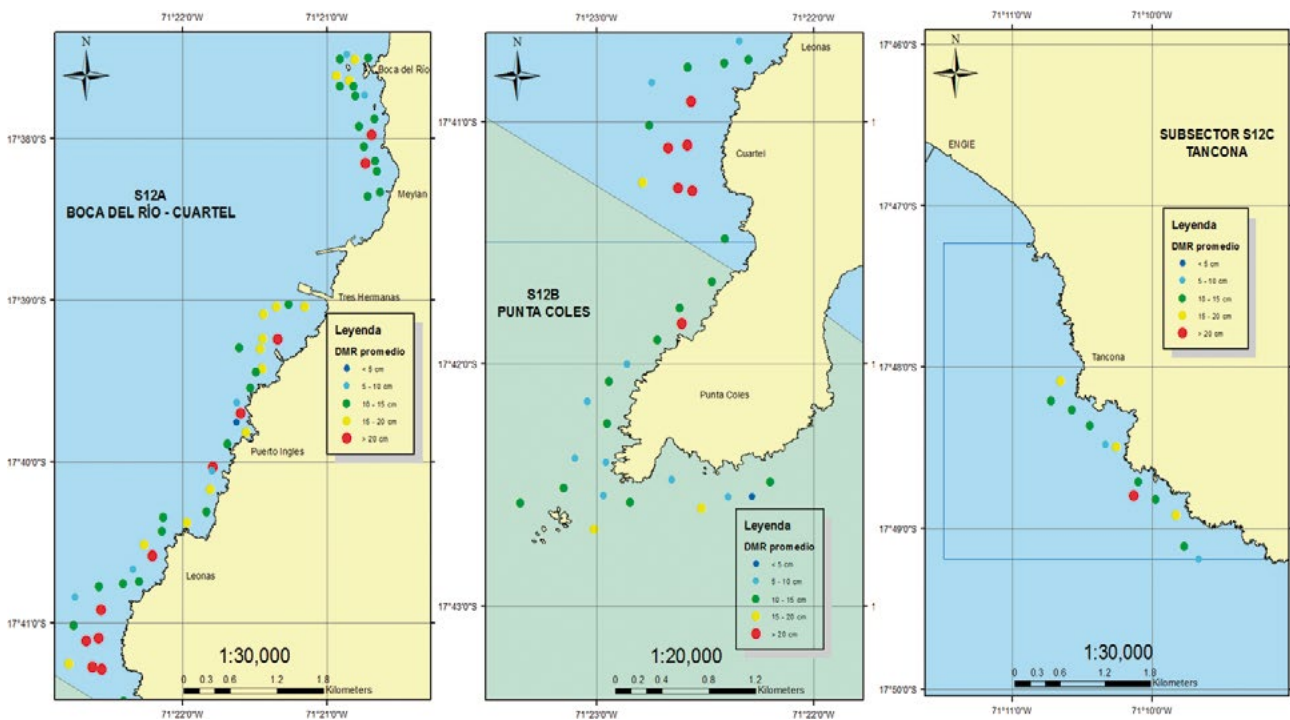 71°22'0"W
71°21'0"W
N
Boca del Río
17°38'0"S
S12A
BOCA DEL RÍO - CUARTEL
Meylan
17°39'0"S
Tres Hermanas
Leyenda
DMR promedio
< 5 cm
5 - 10 cm
10 - 15 cm
15 - 20 cm
> 20 cm
Puerto Ingles
17°40'0"S
Leonas
17°41'0"S
1:30,000
0 0.3 0.6 1.2 1.8
Kilometers
71°22'0"W
71°21'0"W
71°23'0"W
71°22'0"W
Leonas
N
17°41'0"S
Cuartel
S12B
PUNTA COLES
17°42'0"S
Punta Coles
Leyenda
DMR promedio
< 5 cm
5 - 10 cm
10 - 15 cm
15 - 20 cm
> 20 cm
17°43'0"S
1:20,000
0 0.2 0.4 0.8 1.2
Kilometers
71°23'0"W
71°22'0"W
71°11'0"W
71°10'0"W
17°46'0"S
N
SUBSECTOR S12C
TANCONA
ENGIE
17°47'0"S
Leyenda
DMR promedio
< 5 cm
5 - 10 cm
10 - 15 cm
15 - 20 cm
> 20 cm
17°48'0"S
Tancona
17°49'0"S
1:30,000
0 0.3 0.6 1.2 1.8
Kilometers
17°50'0"S
71°11'0"W
71°10'0"W